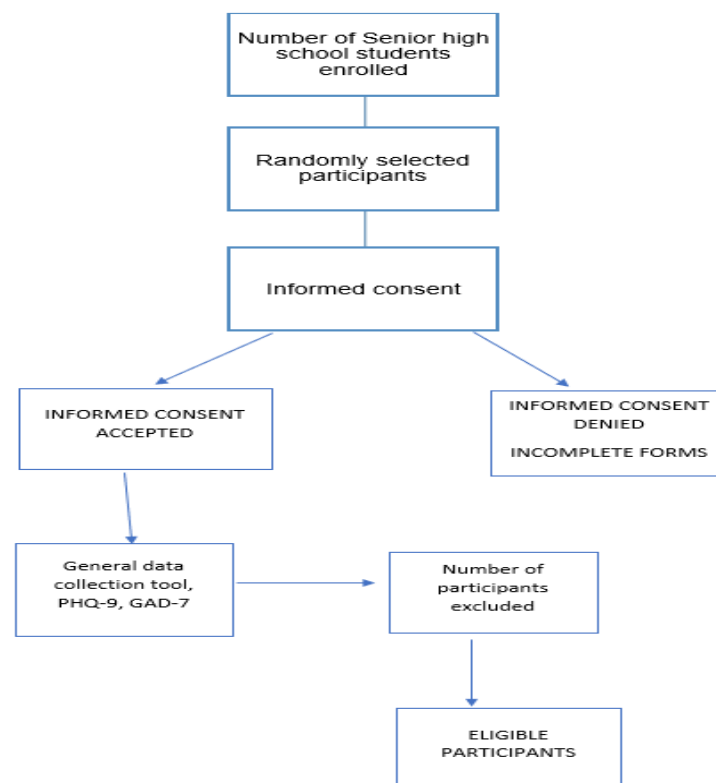 Number of Senior high
school students
enrolled
Randomly selected
participants
Informed consent
INFORMED CONSENT
ACCEPTED
INFORMED CONSENT
DENIED
INCOMPLETE FORMS
General data
collection tool,
PHQ-9, GAD-7
Number of
participants
excluded
ELIGIBLE
PARTICIPANTS